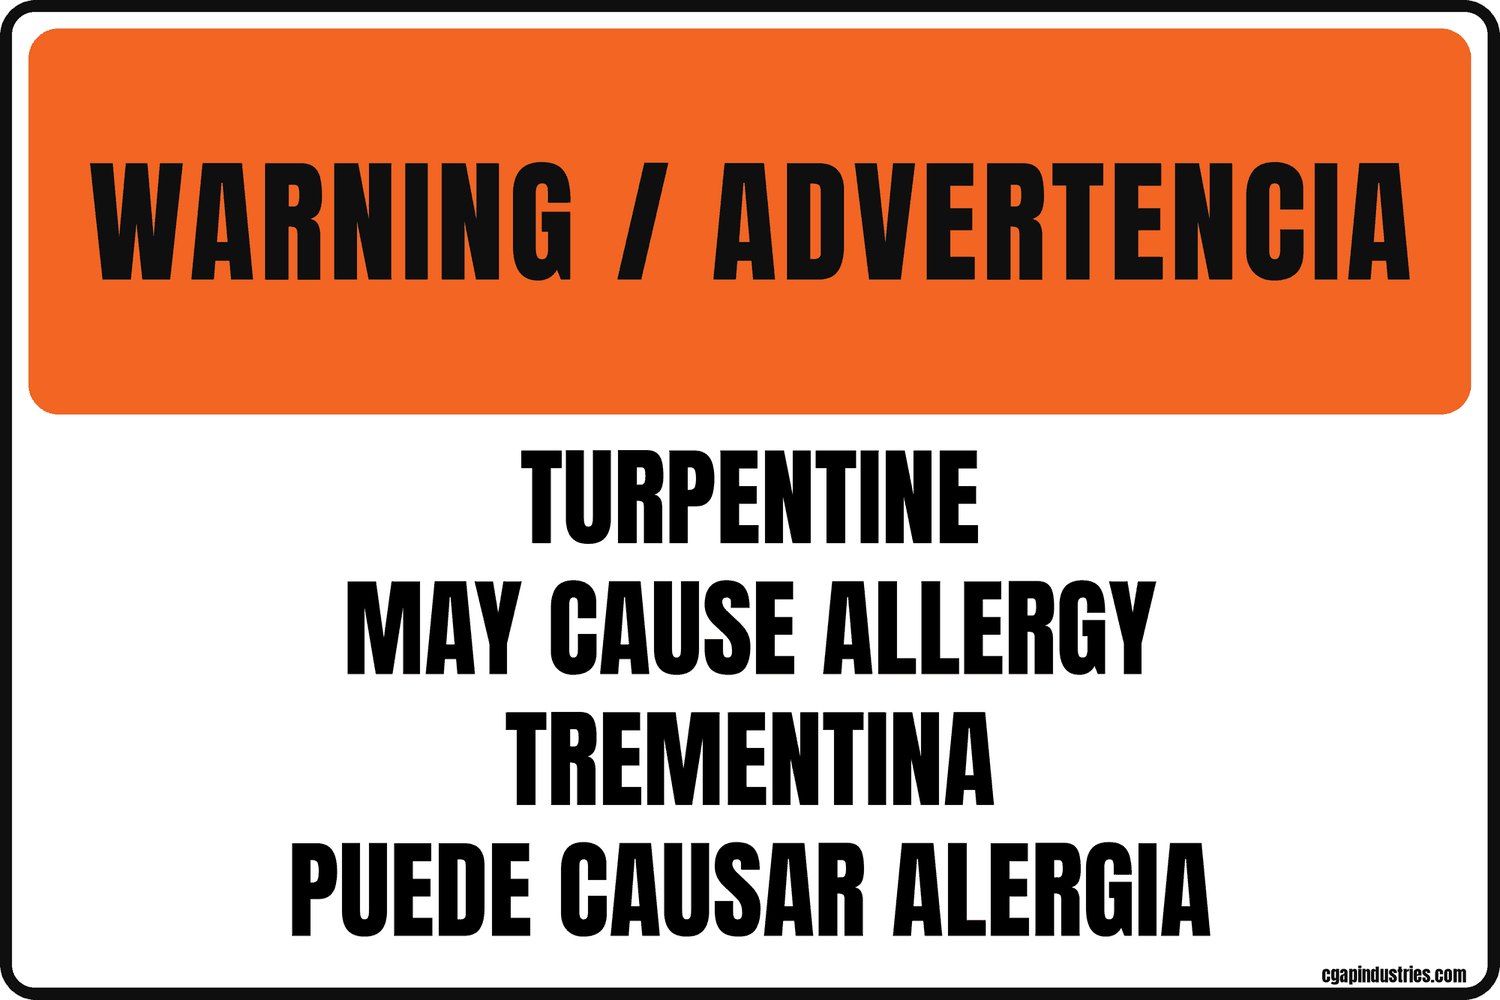 WARNING / ADVERTENCIA
TURPENTINE
MAY CAUSE ALLERGY
TREMENTINA
PUEDE CAUSAR ALERGIA
cgapindustries.com